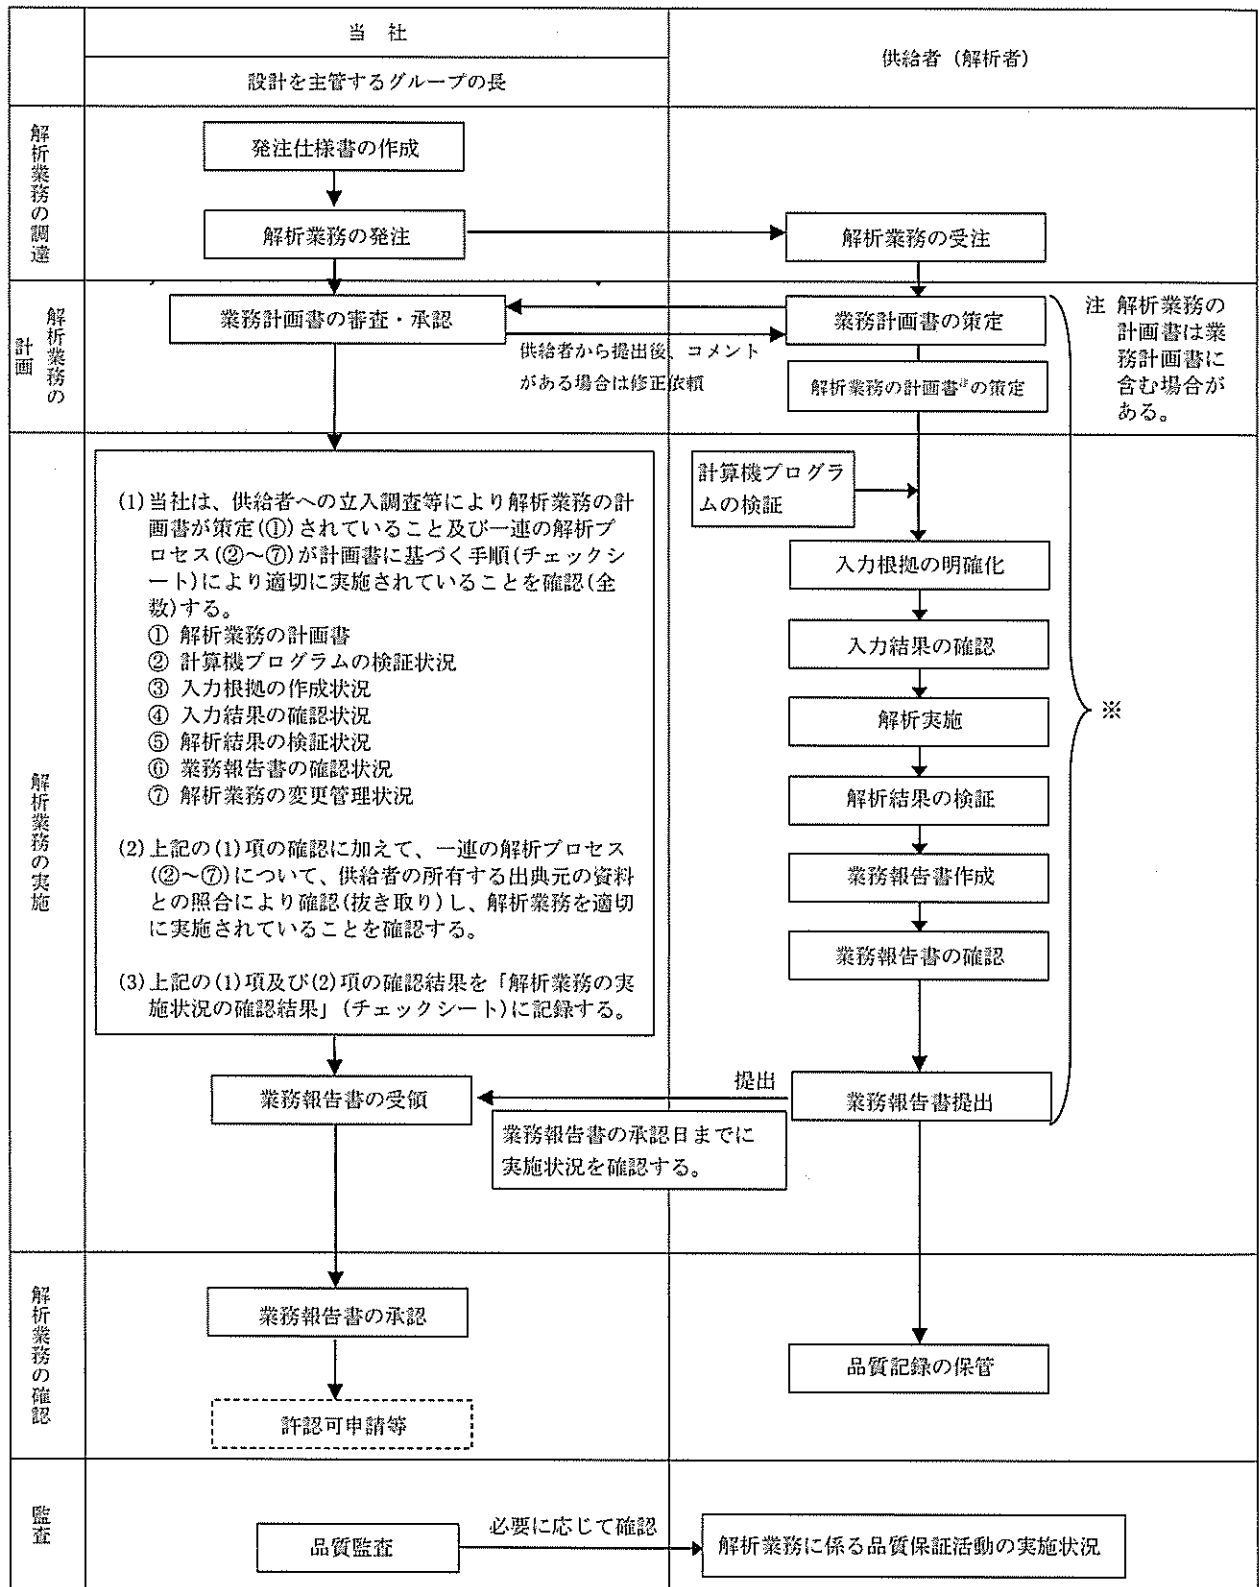 当 社
設計を主管するグループの長
供給者（解析者）
解析業務の調達
発注仕様書の作成
解析業務の発注
解析業務の受注
解析業務の
計画
業務計画書の審査・承認
業務計画書の策定
供給者から提出後、コメント
がある場合は修正依頼
解析業務の計画書注の策定
注 解析業務の
計画書は業
務計画書に
含む場合が
ある。
解析業務の実施
(1)当社は、供給者への立入調査等により解析業務の計
画書が策定(①)されていること及び一連の解析プ
ロセス(②～⑦)が計画書に基づく手順(チェックシ
ート)により適切に実施されていることを確認(全
数)する。
① 解析業務の計画書
② 計算機プログラムの検証状況
③ 入力根拠の作成状況
④ 入力結果の確認状況
⑤ 解析結果の検証状況
⑥ 業務報告書の確認状況
⑦ 解析業務の変更管理状況
(2)上記の(1)項の確認に加えて、一連の解析プロセス
(②～⑦)について、供給者の所有する出典元の資料
との照合により確認(抜き取り)し、解析業務を適切
に実施されていることを確認する。
(3)上記の(1)項及び(2)項の確認結果を「解析業務の実
施状況の確認結果」(チェックシート)に記録する。
計算機プログラ
ムの検証
入力根拠の明確化
入力結果の確認
解析実施
解析結果の検証
業務報告書作成
業務報告書の確認
※
業務報告書の受領
提出
業務報告書提出
業務報告書の承認日までに
実施状況を確認する。
解析業務の確認
業務報告書の承認
許認可申請等
品質記録の保管
監査
品質監査
必要に応じて確認
解析業務に係る品質保証活動の実施状況